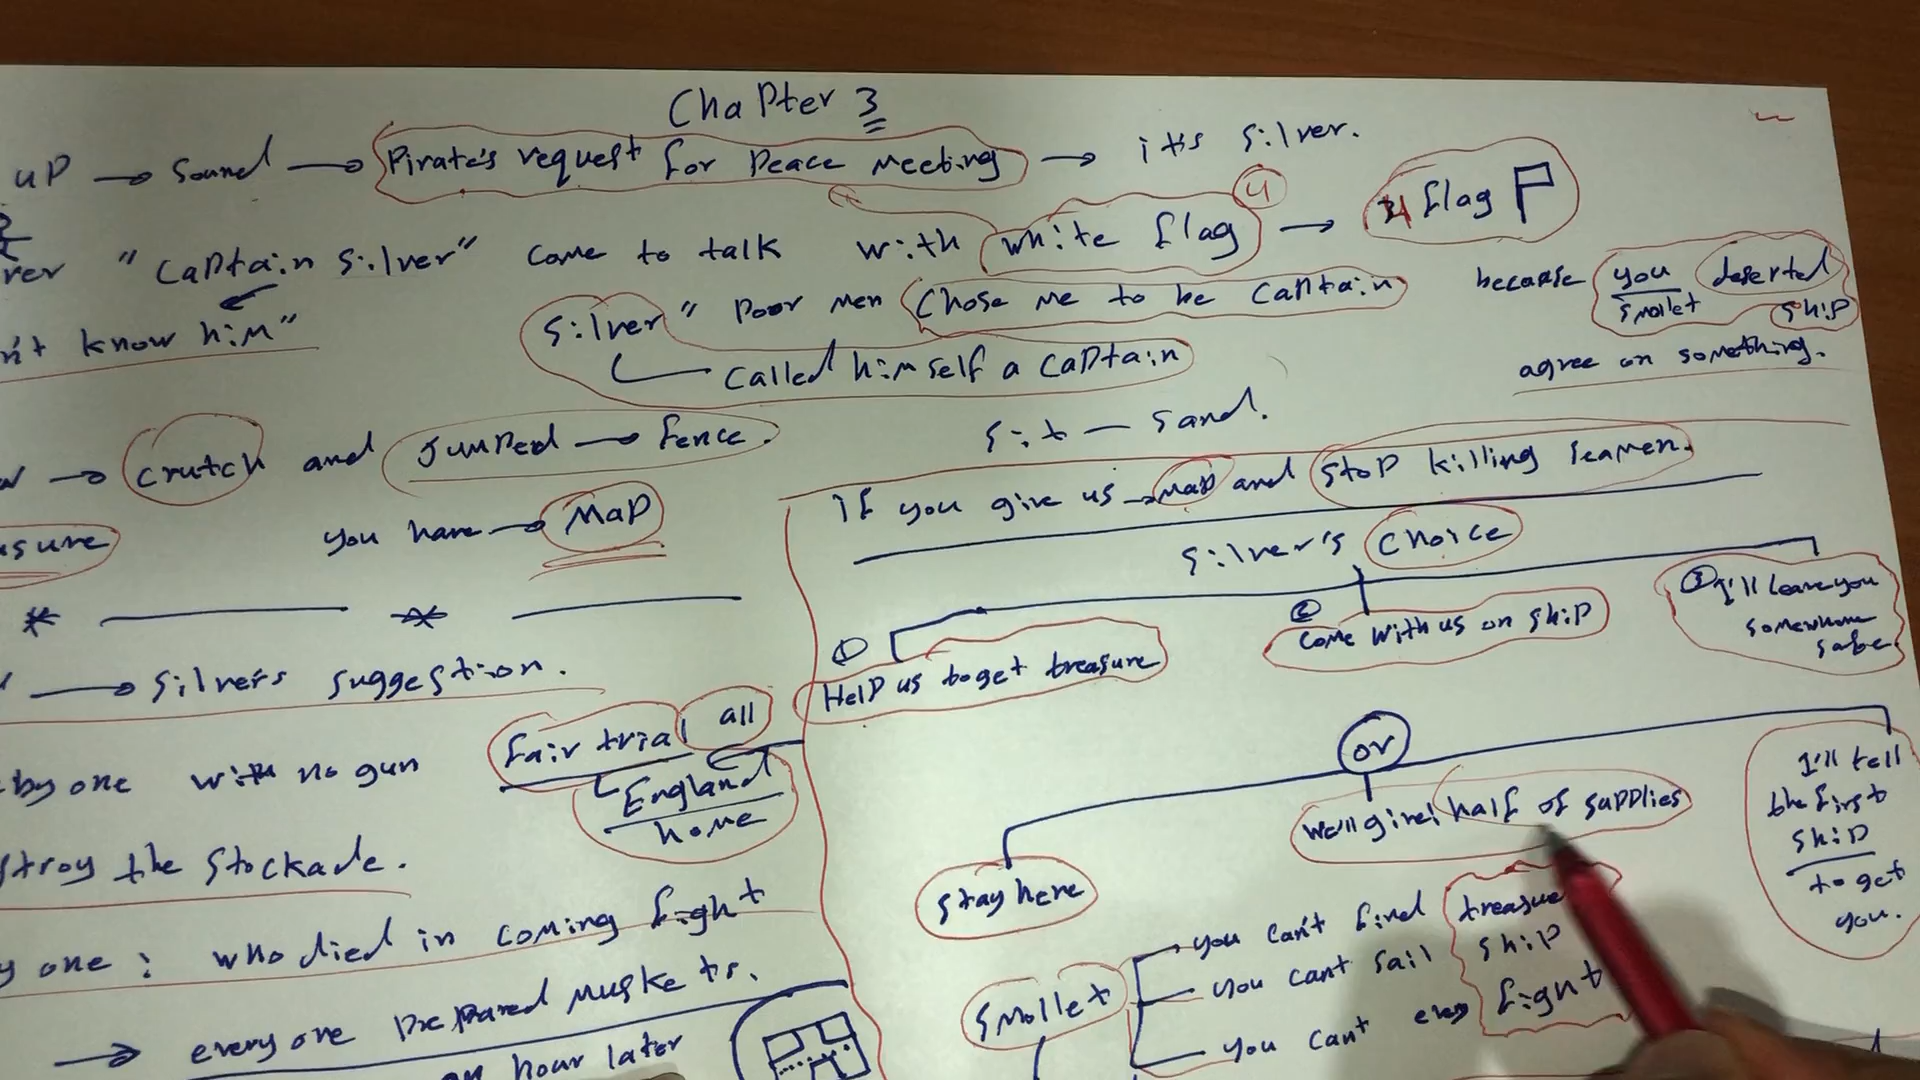 Chapter 3
up → sound → Pirate's request for peace meeting → it's silver.
"Captain Silver" come to talk with white flag 4 → 4 flag
n't know him"
Silver "Poor men chose me to be captain because you deserted
smollet ship
called himself a captain
agree on something.
sit — sand.
→ crutch and Jumped → fence.
If you give us → map and stop killing seamen.
you have → Map
Silver's choice
1 Help us to get treasure
2 Come with us on ship
3 I'll leave you
somewhere
safe.
→ silver's suggestion.
or
by one with no gun fair trial all
England
home
stay here
We'll give half of supplies
I'll tell
the first
ship
to get
you.
stroy the stockade.
y one : who died in coming fight
Smollet
you can't find treasure
you can't sail ship
you can't fight
→ everyone prepared muskets.
hour later